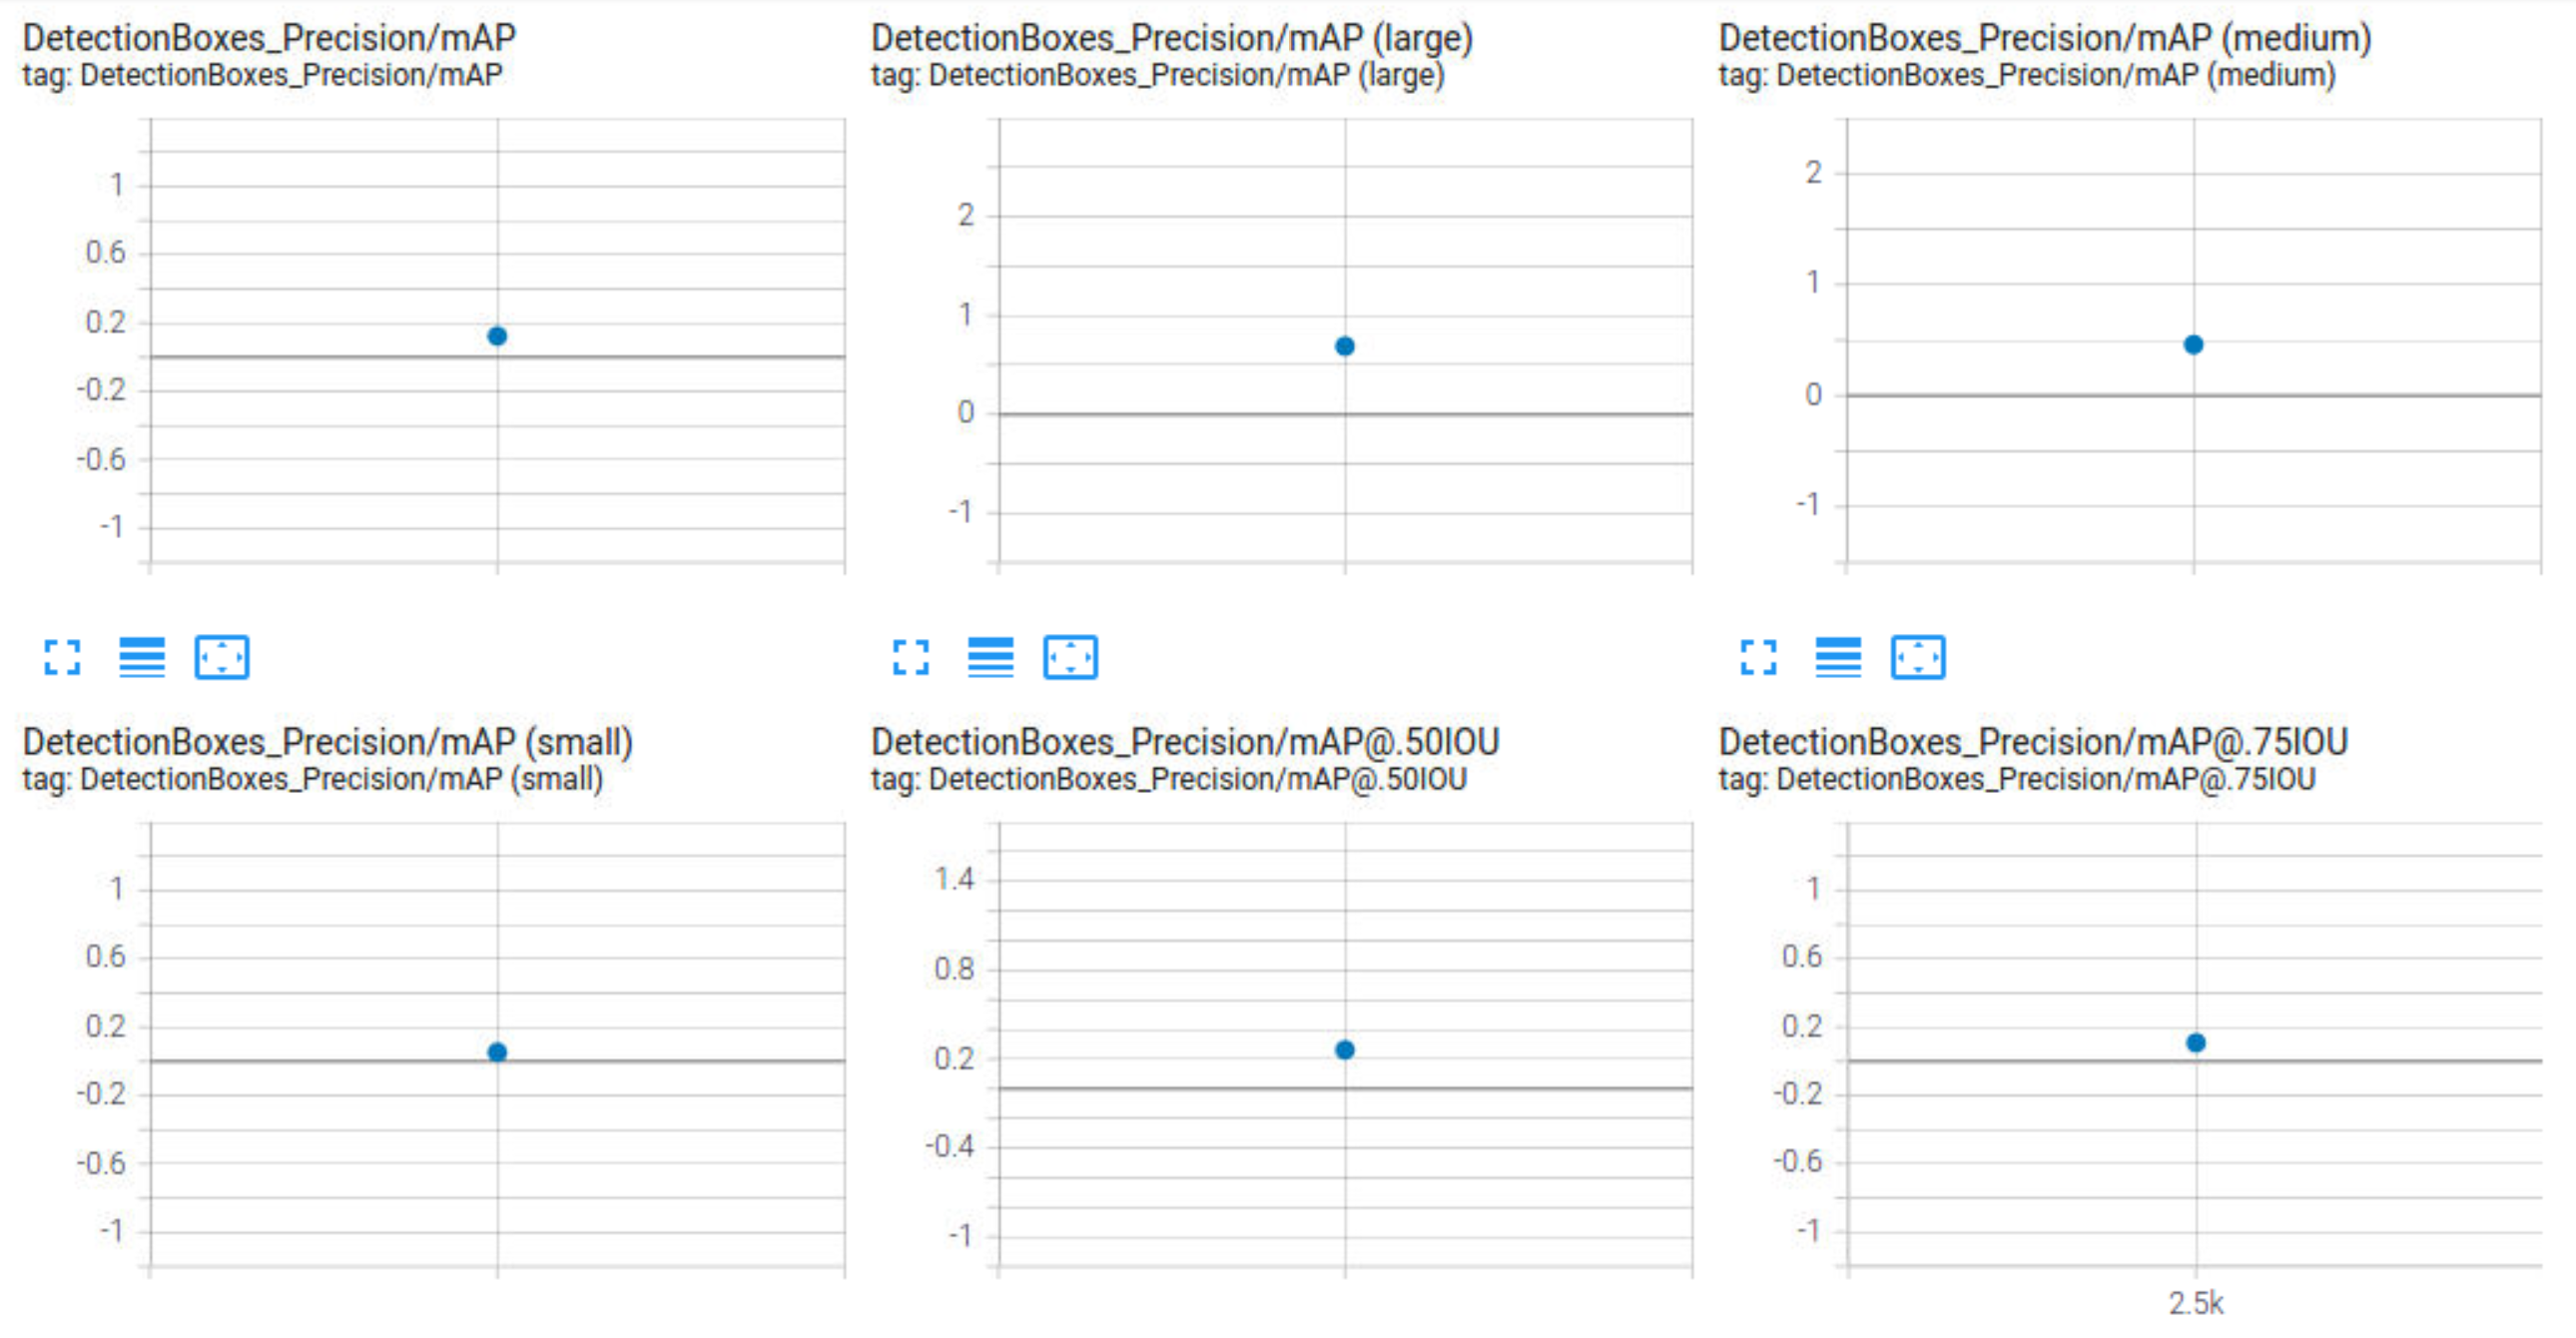 DetectionBoxes_Precision/mAP
tag: DetectionBoxes_Precision/mAP
1
0.6
0.2
-0.2
-0.6
-1
DetectionBoxes_Precision/mAP (large)
tag: DetectionBoxes_Precision/mAP (large)
2
1
0
-1
DetectionBoxes_Precision/mAP (medium)
tag: DetectionBoxes_Precision/mAP (medium)
2
1
0
-1
DetectionBoxes_Precision/mAP (small)
tag: DetectionBoxes_Precision/mAP (small)
1
0.6
0.2
-0.2
-0.6
-1
DetectionBoxes_Precision/mAP@.50IOU
tag: DetectionBoxes_Precision/mAP@.50IOU
1.4
0.8
0.2
-0.4
-1
DetectionBoxes_Precision/mAP@.75IOU
tag: DetectionBoxes_Precision/mAP@.75IOU
1
0.6
0.2
-0.2
-0.6
-1
2.5k